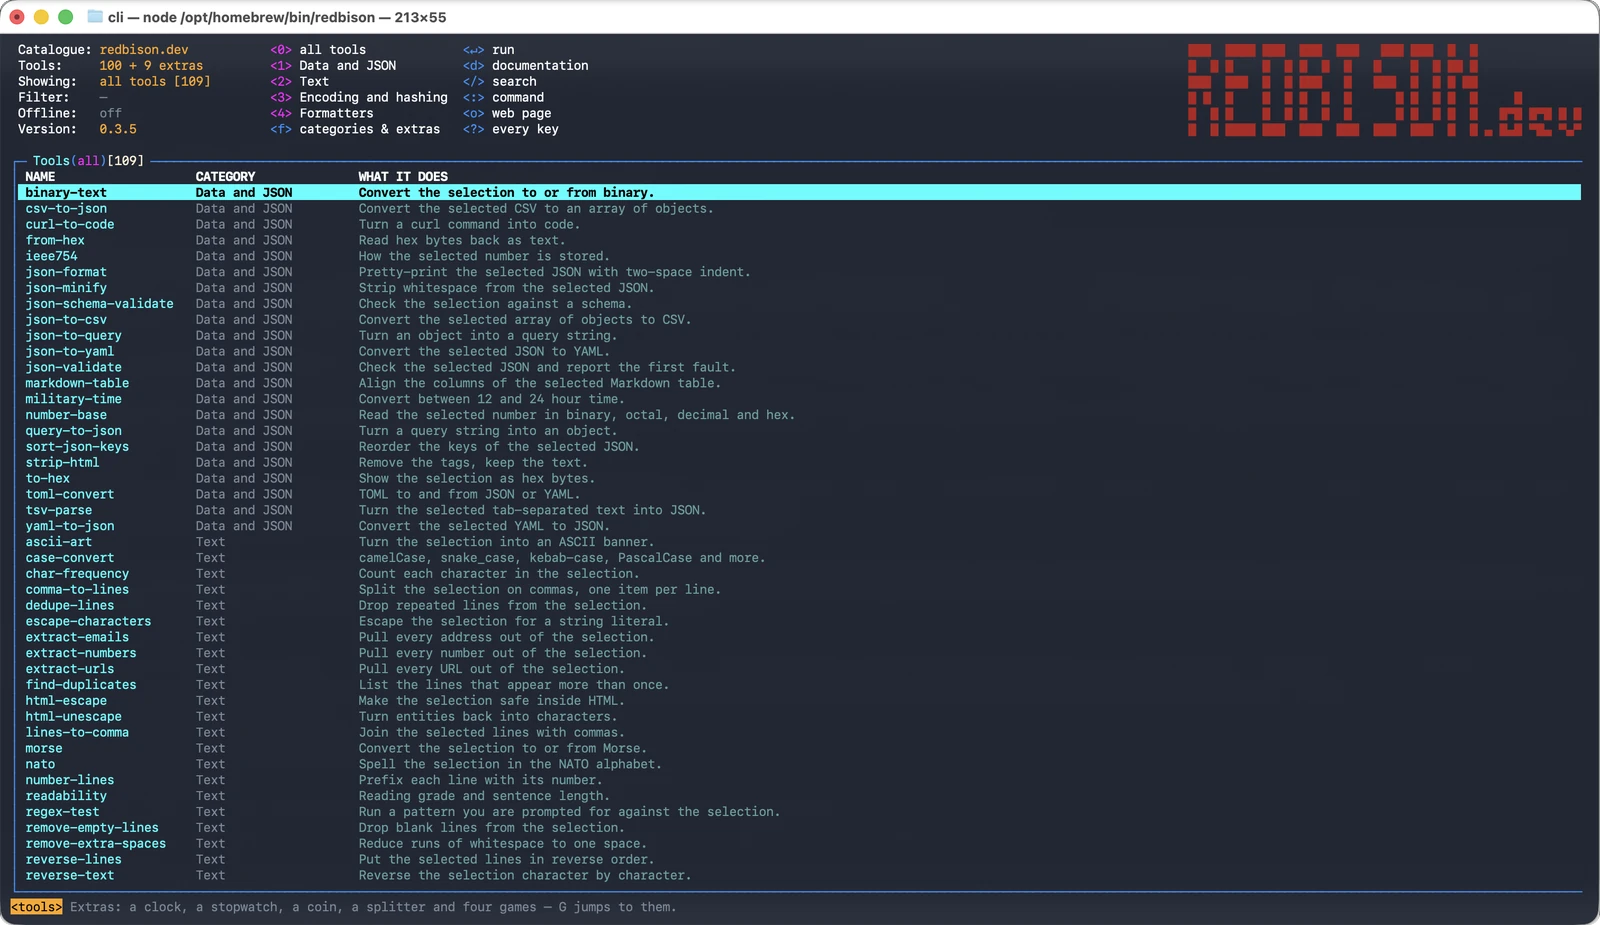 cli — node /opt/homebrew/bin/redbison — 213×55
Catalogue: redbison.dev <0> all tools <↵> run
Tools: 100 + 9 extras <1> Data and JSON <d> documentation
Showing: all tools [109] <2> Text </> search
Filter: — <3> Encoding and hashing <:> command
Offline: off <4> Formatters <o> web page
Version: 0.3.5 <f> categories & extras <?> every key
REDBISON.dev
Tools(all)[109]
NAME CATEGORY WHAT IT DOES
binary-text Data and JSON Convert the selection to or from binary.
csv-to-json Data and JSON Convert the selected CSV to an array of objects.
curl-to-code Data and JSON Turn a curl command into code.
from-hex Data and JSON Read hex bytes back as text.
ieee754 Data and JSON How the selected number is stored.
json-format Data and JSON Pretty-print the selected JSON with two-space indent.
json-minify Data and JSON Strip whitespace from the selected JSON.
json-schema-validate Data and JSON Check the selection against a schema.
json-to-csv Data and JSON Convert the selected array of objects to CSV.
json-to-query Data and JSON Turn an object into a query string.
json-to-yaml Data and JSON Convert the selected JSON to YAML.
json-validate Data and JSON Check the selected JSON and report the first fault.
markdown-table Data and JSON Align the columns of the selected Markdown table.
military-time Data and JSON Convert between 12 and 24 hour time.
number-base Data and JSON Read the selected number in binary, octal, decimal and hex.
query-to-json Data and JSON Turn a query string into an object.
sort-json-keys Data and JSON Reorder the keys of the selected JSON.
strip-html Data and JSON Remove the tags, keep the text.
to-hex Data and JSON Show the selection as hex bytes.
toml-convert Data and JSON TOML to and from JSON or YAML.
tsv-parse Data and JSON Turn the selected tab-separated text into JSON.
yaml-to-json Data and JSON Convert the selected YAML to JSON.
ascii-art Text Turn the selection into an ASCII banner.
case-convert Text camelCase, snake_case, kebab-case, PascalCase and more.
char-frequency Text Count each character in the selection.
comma-to-lines Text Split the selection on commas, one item per line.
dedupe-lines Text Drop repeated lines from the selection.
escape-characters Text Escape the selection for a string literal.
extract-emails Text Pull every address out of the selection.
extract-numbers Text Pull every number out of the selection.
extract-urls Text Pull every URL out of the selection.
find-duplicates Text List the lines that appear more than once.
html-escape Text Make the selection safe inside HTML.
html-unescape Text Turn entities back into characters.
lines-to-comma Text Join the selected lines with commas.
morse Text Convert the selection to or from Morse.
nato Text Spell the selection in the NATO alphabet.
number-lines Text Prefix each line with its number.
readability Text Reading grade and sentence length.
regex-test Text Run a pattern you are prompted for against the selection.
remove-empty-lines Text Drop blank lines from the selection.
remove-extra-spaces Text Reduce runs of whitespace to one space.
reverse-lines Text Put the selected lines in reverse order.
reverse-text Text Reverse the selection character by character.
<tools> Extras: a clock, a stopwatch, a coin, a splitter and four games — G jumps to them.